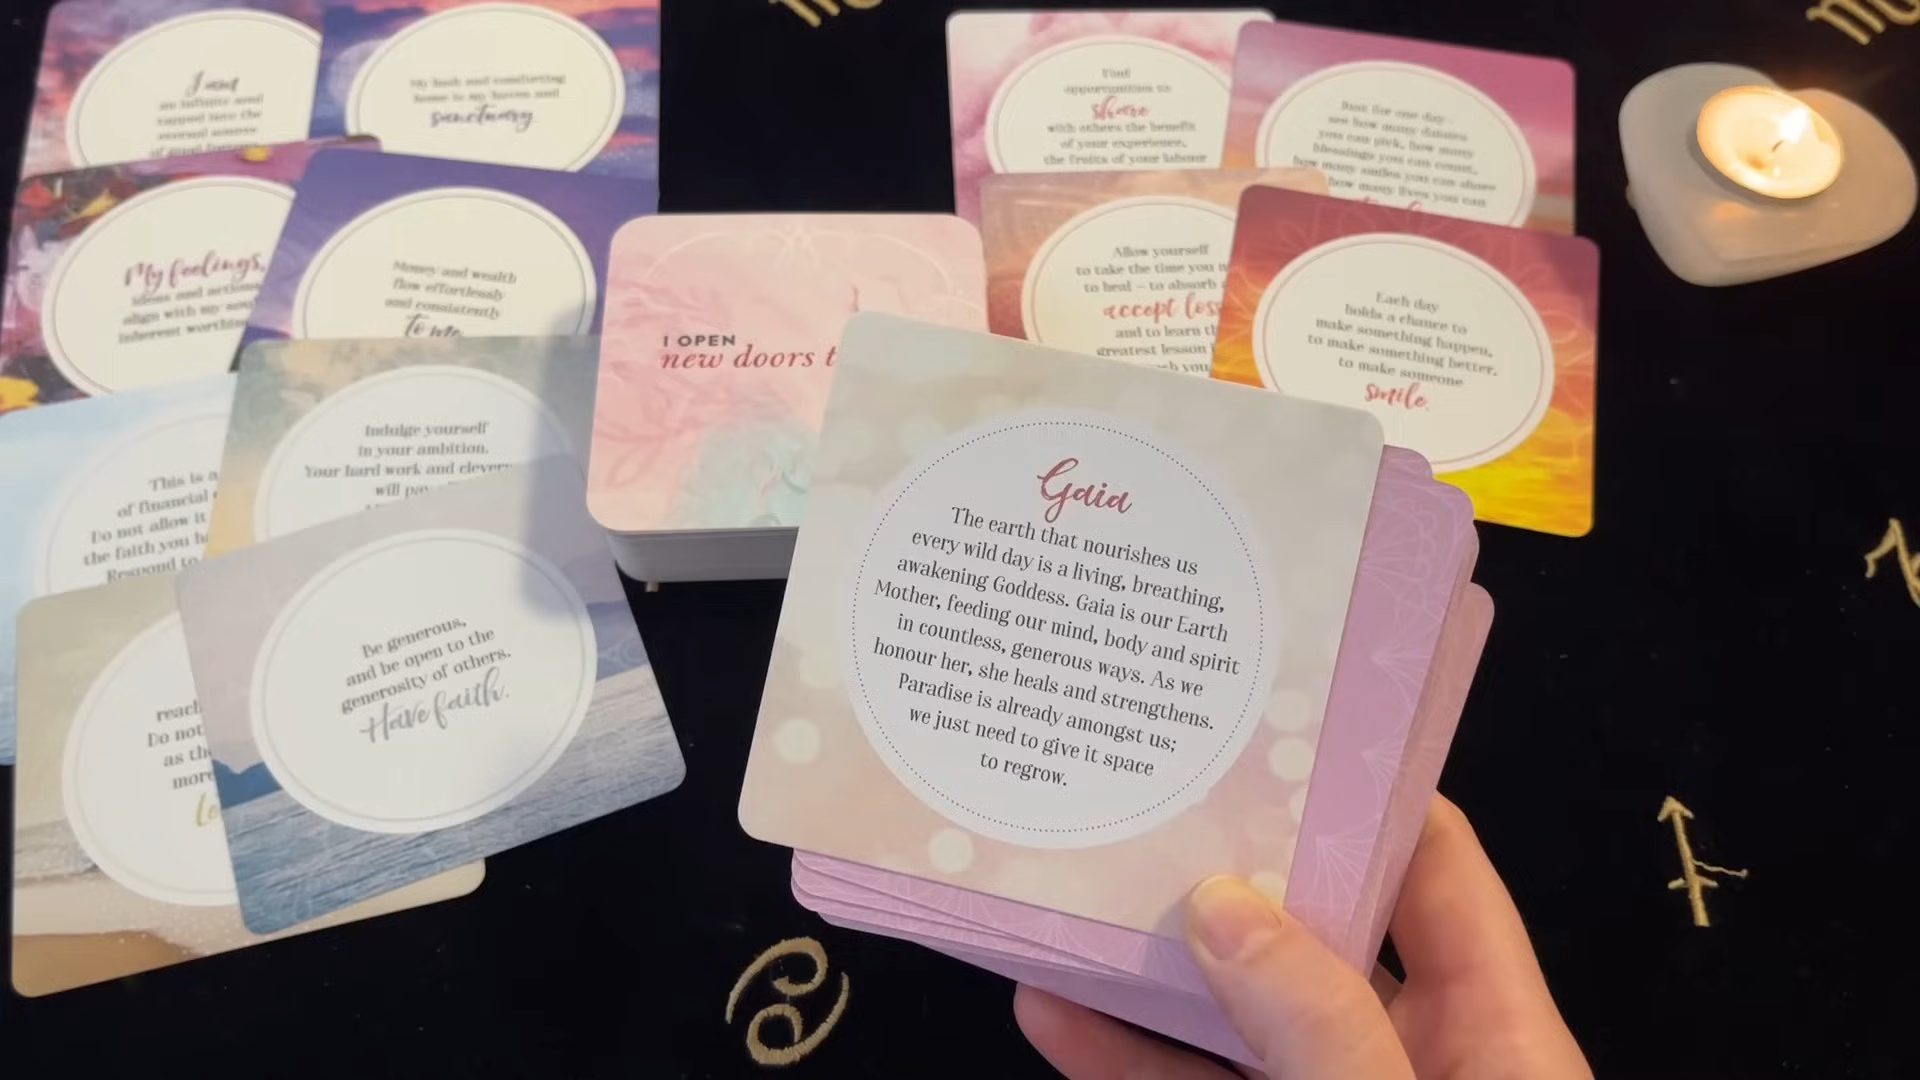 I am
an infinite soul
tapped into the
eternal source
My lush and comforting
home is my haven and
sanctuary
My feelings,
ideas and actions
align with my soul
inherent
Money and wealth
flow effortlessly
and consistently
to me
This is a
of financial
Do not allow it
the faith you
Respond to
Indulge yourself
in your ambition.
Your hard work and clever
will
reach
Do not
as
more
Be generous,
and be open to the
generosity of others.
Have faith.
I OPEN
new doors t
Find
opportunities to
share
with others the benefit
of your experience,
the fruits of your labour
Just for one day -
see how many daisies
you can pick, how many
blessings you can count,
how many smiles you can share
how many lives you can
Allow yourself
to take the time you
to heal – to absorb
accept loss
and to learn
greatest lesson
you
Each day
holds a chance to
make something happen,
to make something better,
to make someone
smile.
Gaia
The earth that nourishes us
every wild day is a living, breathing,
awakening Goddess. Gaia is our Earth
Mother, feeding our mind, body and spirit
in countless, generous ways. As we
honour her, she heals and strengthens.
Paradise is already amongst us;
we just need to give it space
to regrow.